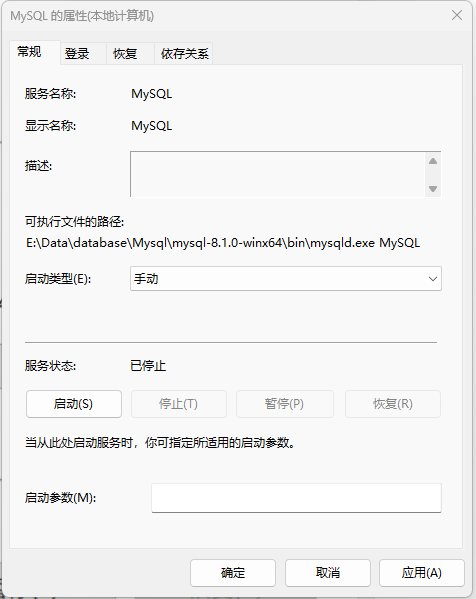 MySQL 的属性(本地计算机)
常规 登录 恢复 依存关系
服务名称: MySQL
显示名称: MySQL
描述:
可执行文件的路径:
E:\Data\database\Mysql\mysql-8.1.0-winx64\bin\mysqld.exe MySQL
启动类型(E): 手动
服务状态: 已停止
启动(S) 停止(T) 暂停(P) 恢复(R)
当从此处启动服务时，你可指定所适用的启动参数。
启动参数(M):
确定 取消 应用(A)